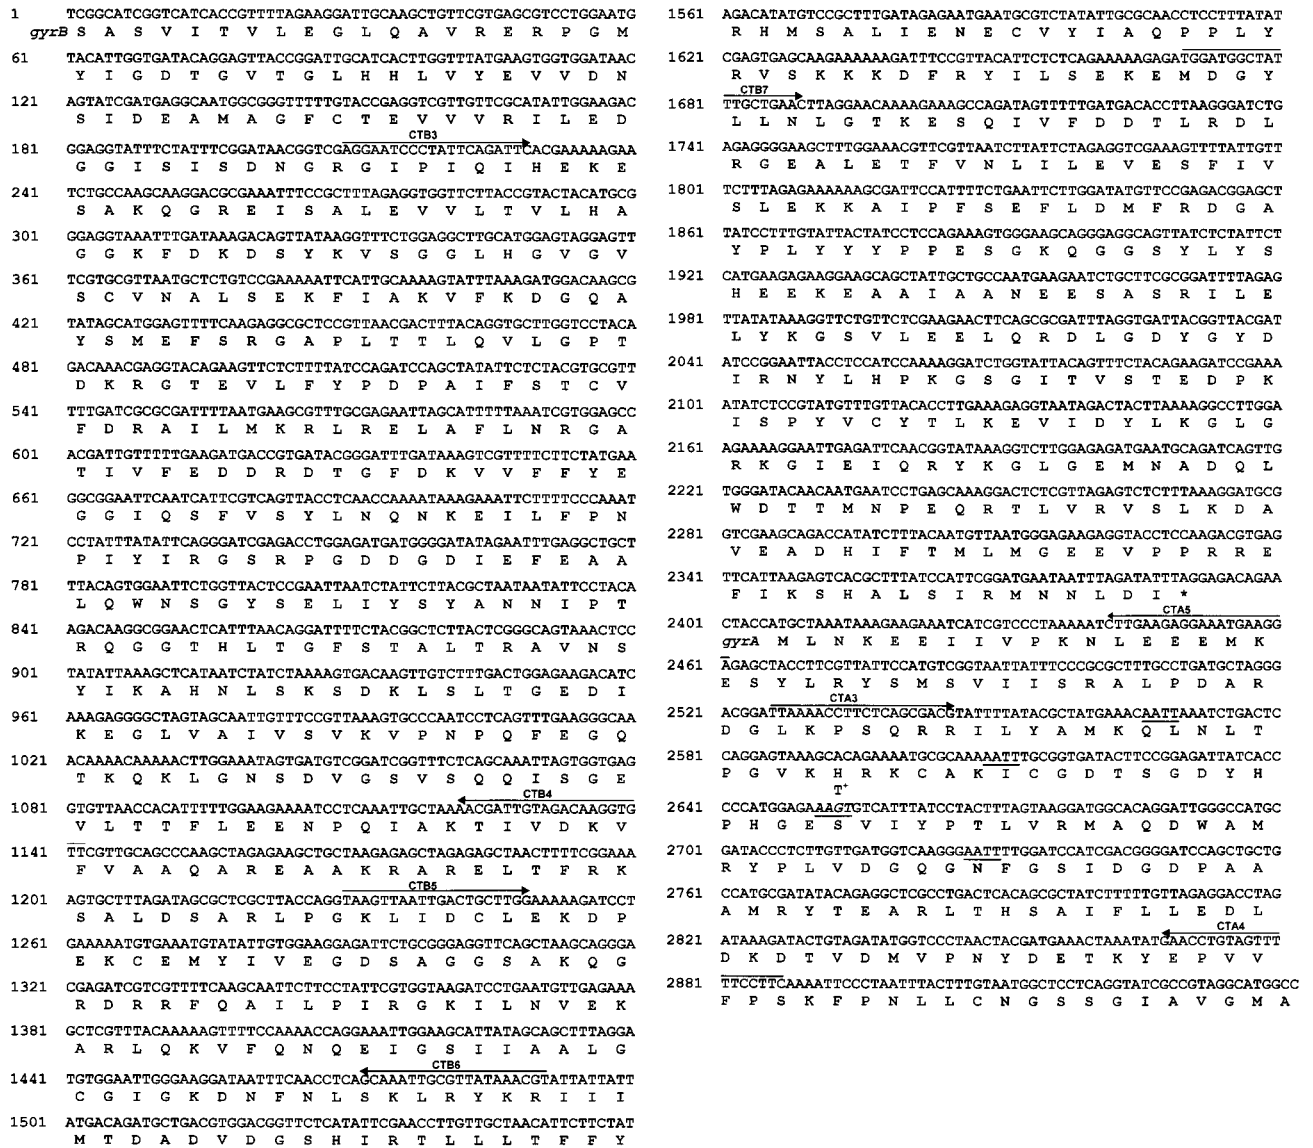 1 TCGGCATCGGTCATCACCGTTTTAGAAGGATTGCAAGCTGTTCGTGAGCGTCCTGGAATG
gyrB S A S V I T V L E G L Q A V R E R P G M
61 TACATTGGTGATACAGGAGTTACCGGATTGCATCACTTGGTTTATGAAGTGGTGGATAAC
Y I G D T G V T G L H H L V Y E V V D N
121 AGTATCGATGAGGCAATGGCGGGTTTTTGTACCGAGGTCGTTGTTCGCATATTGGAAGAC
S I D E A M A G F C T E V V V R I L E D
CTB3
181 GGAGGTATTTCTATTTCGGATAACGGTCGAGGAATCCCTATTCAGATTCACGAAAAAGAA
G G I S I S D N G R G I P I Q I H E K E
241 TCTGCCAAGCAAGGACGCGAAATTTCCGCTTTAGAGGTGGTTCTTACCGTACTACATGCG
S A K Q G R E I S A L E V V L T V L H A
301 GGAGGTAAATTTGATAAAGACAGTTATAAGGTTTCTGGAGGCTTGCATGGAGTAGGAGTT
G G K F D K D S Y K V S G G L H G V G V
361 TCGTGCGTTAATGCTCTGTCCGAAAAATTCATTGCAAAAGTATTTAAAGATGGACAAGCG
S C V N A L S E K F I A K V F K D G Q A
421 TATAGCATGGAGTTTTCAAGAGGCGCTCCGTTAACGACTTTACAGGTGCTTGGTCCTACA
Y S M E F S R G A P L T T L Q V L G P T
481 GACAAACGAGGTACAGAAGTTCTCTTTTATCCAGATCCAGCTATATTCTCTACGTGCGTT
D K R G T E V L F Y P D P A I F S T C V
541 TTTGATCGCGCGATTTTAATGAAGCGTTTGCGAGAATTAGCATTTTTAAATCGTGGAGCC
F D R A I L M K R L R E L A F L N R G A
601 ACGATTGTTTTTGAAGATGACCGTGATACGGGATTTGATAAAGTCGTTTTCTTCTATGAA
T I V F E D D R D T G F D K V V F F Y E
661 GGCGGAATTCAATCATTCGTCAGTTACCTCAACCAAAATAAAGAAATTCTTTTCCCAAAT
G G I Q S F V S Y L N Q N K E I L F P N
721 CCTATTTATATTCAGGGATCGAGACCTGGAGATGATGGGGATATAGAATTTGAGGCTGCT
P I Y I R G S R P G D D G D I E F E A A
781 TTACAGTGGAATTCTGGTTACTCCGAATTAATCTATTCTTACGCTAATAATATTCCTACA
L Q W N S G Y S E L I Y S Y A N N I P T
841 AGACAAGGCGGAACTCATTTAACAGGATTTTCTACGGCTCTTACTCGGGCAGTAAACTCC
R Q G G T H L T G F S T A L T R A V N S
901 TATATTAAAGCTCATAATCTATCTAAAAGTGACAAGTTGTCTTTGACTGGAGAAGACATC
Y I K A H N L S K S D K L S L T G E D I
961 AAAGAGGGGCTAGTAGCAATTGTTTCCGTTAAAGTGCCCAATCCTCAGTTTGAAGGGCAA
K E G L V A I V S V K V P N P Q F E G Q
1021 ACAAAACAAAAACTTGGAAATAGTGATGTCGGATCGGTTTCTCAGCAAATTAGTGGTGAG
T K Q K L G N S D V G S V S Q Q I S G E
CTB4
1081 GTGTTAACCACATTTTTGGAAGAAAATCCTCAAATTGCTAAAACGATTGTAGACAAGGTG
V L T T F L E E N P Q I A K T I V D K V
1141 TTCGTTGCAGCCCAAGCTAGAGAAGCTGCTAAGAGAGCTAGAGAGCTAACTTTTCGGAAA
F V A A Q A R E A A K R A R E L T F R K
CTB5
1201 AGTGCTTTAGATAGCGCTCGCTTACCAGGTAAGTTAATTGACTGCTTGGAAAAAGATCCT
S A L D S A R L P G K L I D C L E K D P
1261 GAAAAATGTGAAATGTATATTGTGGAAGGAGATTCTGCGGGAGGTTCAGCTAAGCAGGGA
E K C E M Y I V E G D S A G G S A K Q G
1321 CGAGATCGTCGTTTTCAAGCAATTCTTCCTATTCGTGGTAAGATCCTGAATGTTGAGAAA
R D R R F Q A I L P I R G K I L N V E K
1381 GCTCGTTTACAAAAAGTTTTCCAAAACCAGGAAATTGGAAGCATTATAGCAGCTTTAGGA
A R L Q K V F Q N Q E I G S I I A A L G
CTB6
1441 TGTGGAATTGGGAAGGATAATTTCAACCTCAGCAAATTGCGTTATAAACGTATTATTATT
C G I G K D N F N L S K L R Y K R I I I
1501 ATGACAGATGCTGACGTGGACGGTTCTCATATTCGAACCTTGTTGCTAACATTCTTCTAT
M T D A D V D G S H I R T L L L T F F Y
1561 AGACATATGTCCGCTTTGATAGAGAATGAATGCGTCTATATTGCGCAACCTCCTTTATAT
R H M S A L I E N E C V Y I A Q P P L Y
1621 CGAGTGAGCAAGAAAAAAGATTTCCGTTACATTCTCTCAGAAAAAGAGATGGATGGCTAT
R V S K K K D F R Y I L S E K E M D G Y
CTB7
1681 TTGCTGAACTTAGGAACAAAAGAAAGCCAGATAGTTTTTGATGACACCTTAAGGGATCTG
L L N L G T K E S Q I V F D D T L R D L
1741 AGAGGGGAAGCTTTGGAAACGTTCGTTAATCTTATTCTAGAGGTCGAAAGTTTTATTGTT
R G E A L E T F V N L I L E V E S F I V
1801 TCTTTAGAGAAAAAAGCGATTCCATTTTCTGAATTCTTGGATATGTTCCGAGACGGAGCT
S L E K K A I P F S E F L D M F R D G A
1861 TATCCTTTGTATTACTATCCTCCAGAAAGTGGGAAGCAGGGAGGCAGTTATCTCTATTCT
Y P L Y Y Y P P E S G K Q G G S Y L Y S
1921 CATGAAGAGAAGGAAGCAGCTATTGCTGCCAATGAAGAATCTGCTTCGCGGATTTTAGAG
H E E K E A A I A A N E E S A S R I L E
1981 TTATATAAAGGTTCTGTTCTCGAAGAACTTCAGCGCGATTTAGGTGATTACGGTTACGAT
L Y K G S V L E E L Q R D L G D Y G Y D
2041 ATCCGGAATTACCTCCATCCAAAAGGATCTGGTATTACAGTTTCTACAGAAGATCCGAAA
I R N Y L H P K G S G I T V S T E D P K
2101 ATATCTCCGTATGTTTGTTACACCTTGAAAGAGGTAATAGACTACTTAAAAGGCCTTGGA
I S P Y V C Y T L K E V I D Y L K G L G
2161 AGAAAAGGAATTGAGATTCAACGGTATAAAGGTCTTGGAGAGATGAATGCAGATCAGTTG
R K G I E I Q R Y K G L G E M N A D Q L
2221 TGGGATACAACAATGAATCCTGAGCAAAGGACTCTCGTTAGAGTCTCTTTAAAGGATGCG
W D T T M N P E Q R T L V R V S L K D A
2281 GTCGAAGCAGACCATATCTTTACAATGTTAATGGGAGAAGAGGTACCTCCAAGACGTGAG
V E A D H I F T M L M G E E V P P R R E
2341 TTCATTAAGAGTCACGCTTTATCCATTCGGATGAATAATTTAGATATTTAGGAGACAGAA
F I K S H A L S I R M N N L D I *
CTA5
2401 CTACCATGCTAAATAAAGAAGAAATCATCGTCCCTAAAAATCTTGAAGAGGAAATGAAGG
gyrA M L N K E E I I V P K N L E E E M K
2461 AGAGCTACCTTCGTTATTCCATGTCGGTAATTATTTCCCGCGCTTTGCCTGATGCTAGGG
E S Y L R Y S M S V I I S R A L P D A R
CTA3
2521 ACGGATTAAAACCTTCTCAGCGACGTATTTTATACGCTATGAAACAATTAAATCTGACTC
D G L K P S Q R R I L Y A M K Q L N L T
2581 CAGGAGTAAAGCACAGAAAATGCGCAAAAATTTGCGGTGATACTTCCGGAGATTATCACC
P G V K H R K C A K I C G D T S G D Y H
T+
2641 CCCATGGAGAAAGTGTCATTTATCCTACTTTAGTAAGGATGGCACAGGATTGGGCCATGC
P H G E S V I Y P T L V R M A Q D W A M
2701 GATACCCTCTTGTTGATGGTCAAGGGAATTTTGGATCCATCGACGGGGATCCAGCTGCTG
R Y P L V D G Q G N F G S I D G D P A A
2761 CCATGCGATATACAGAGGCTCGCCTGACTCACAGCGCTATCTTTTTGTTAGAGGACCTAG
A M R Y T E A R L T H S A I F L L E D L
CTA4
2821 ATAAAGATACTGTAGATATGGTCCCTAACTACGATGAAACTAAATATGAACCTGTAGTTT
D K D T V D M V P N Y D E T K Y E P V V
2881 TTCCTTCAAAATTCCCTAATTTACTTTGTAATGGCTCCTCAGGTATCGCCGTAGGCATGGCC
F P S K F P N L L C N G S S G I A V G M A